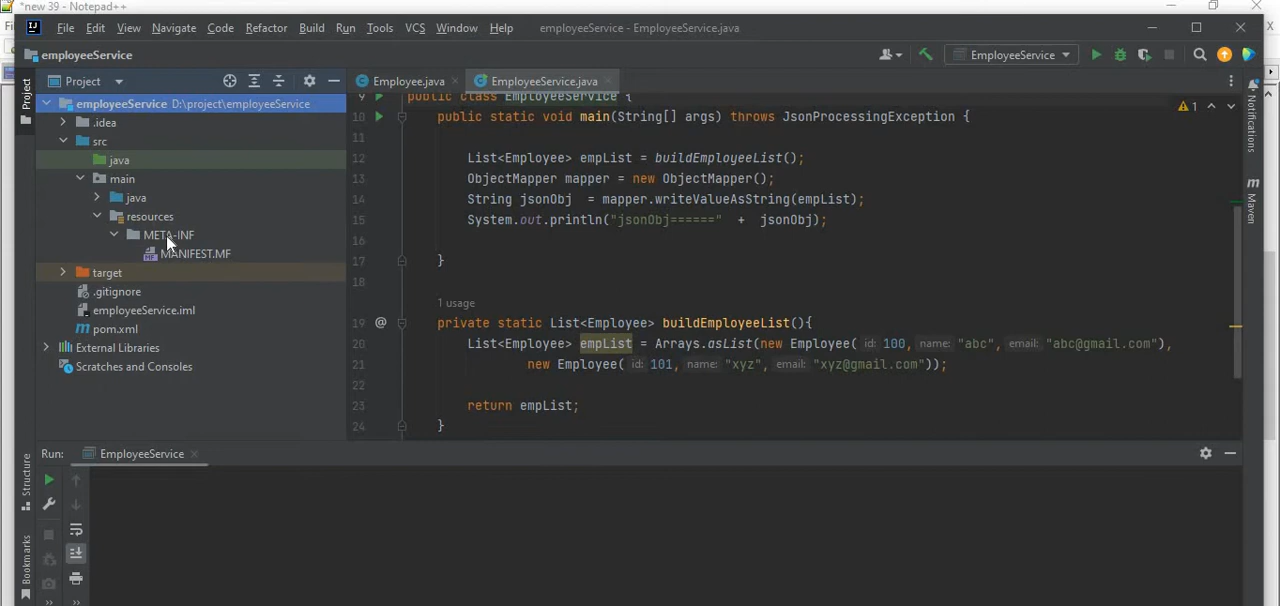 *new 39 - Notepad++
File Edit View Navigate Code Refactor Build Run Tools VCS Window Help employeeService - EmployeeService.java
employeeService
EmployeeService
Project
Project
Employee.java
EmployeeService.java
employeeService D:\project\employeeService
.idea
src
java
main
java
resources
META-INF
MANIFEST.MF
target
.gitignore
employeeService.iml
pom.xml
External Libraries
Scratches and Consoles
9 public class EmployeeService {
10 public static void main(String[] args) throws JsonProcessingException {
11
12 List<Employee> empList = buildEmployeeList();
13 ObjectMapper mapper = new ObjectMapper();
14 String jsonObj = mapper.writeValueAsString(empList);
15 System.out.println("jsonObj======" + jsonObj);
16
17 }
18
1 usage
19 @ private static List<Employee> buildEmployeeList(){
20 List<Employee> empList = Arrays.asList(new Employee( id: 100, name: "abc", email: "abc@gmail.com"),
21 new Employee( id: 101, name: "xyz", email: "xyz@gmail.com"));
22
23 return empList;
24 }
1
Notifications
Maven
Run: EmployeeService
Structure
Bookmarks